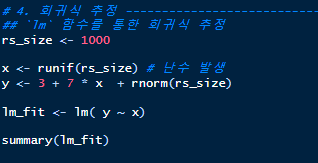 # 4. 회귀식 추정 ------------------------------
## `lm` 함수를 통한 회귀식 추정
rs_size <- 1000
x <- runif(rs_size) # 난수 발생
y <- 3 + 7 * x  + rnorm(rs_size)
lm_fit <- lm( y ~ x)
summary(lm_fit)